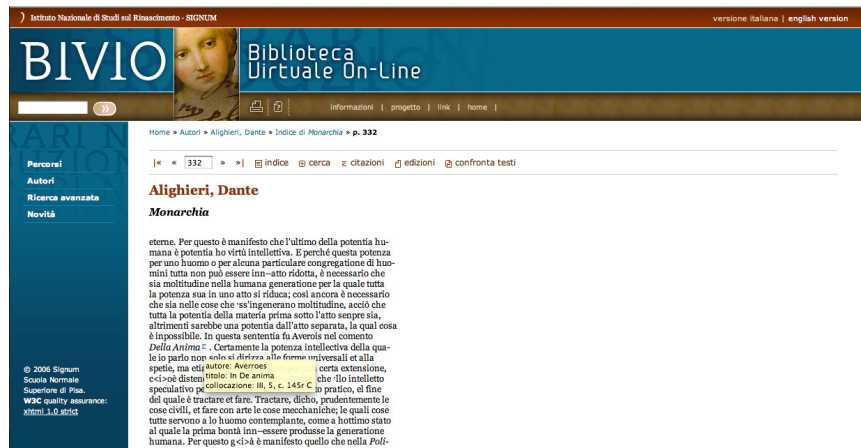 ) Istituto Nazionale di Studi sul Rinascimento - SIGNUM
versione italiana | english version
BIVIO
Biblioteca
Virtuale On-Line
informazioni | progetto | link | home |
Home » Autori » Alighieri, Dante » Indice di Monarchia » p. 332
|« « 332 » »| indice cerca citazioni edizioni confronta testi
Percorsi
Autori
Ricerca avanzata
Novità
Alighieri, Dante
Monarchia
eterne. Per questo è manifesto che l'ultimo della potentia hu-
mana è potentia ho virtù intellettiva. E perché questa potenza
per uno huomo o per alcuna particulare congregatione di huo-
mini tutta non può essere inn–atto ridotta, è necessario che
sia moltitudine nella humana generatione per la quale tutta
la potenza sua in uno atto si riduca; così ancora è necessario
che sia nelle cose che ·ss'ingenerano moltitudine, acciò che
tutta la potentia della materia prima sotto l'atto senpre sia,
altrimenti sarebbe una potentia dall'atto separata, la qual cosa
è inpossibile. In questa sententia fu Averois nel comento
Della Anima . Certamente la potenza intellectiva della qua-
le io parlo non solo si dirizza alle forme universali et alla
spetie, ma etia certa extensione,
c<i>oè distend che ·llo intelletto
speculativo pe to pratico, el fine
autore: Averroes
titolo: In De anima
collocazione: III, 5, c. 145r C
del quale è tractare et fare. Tractare, dicho, prudentemente le
cose civili, et fare con arte le cose mecchaniche; le quali cose
tutte servono a lo huomo contemplante, come a hottimo stato
al quale la prima bontà inn–essere produsse la generatione
humana. Per questo g<i>à è manifesto quello che nella Poli-
© 2006 Signum
Scuola Normale
Superiore di Pisa.
W3C quality assurance:
xhtml 1.0 strict